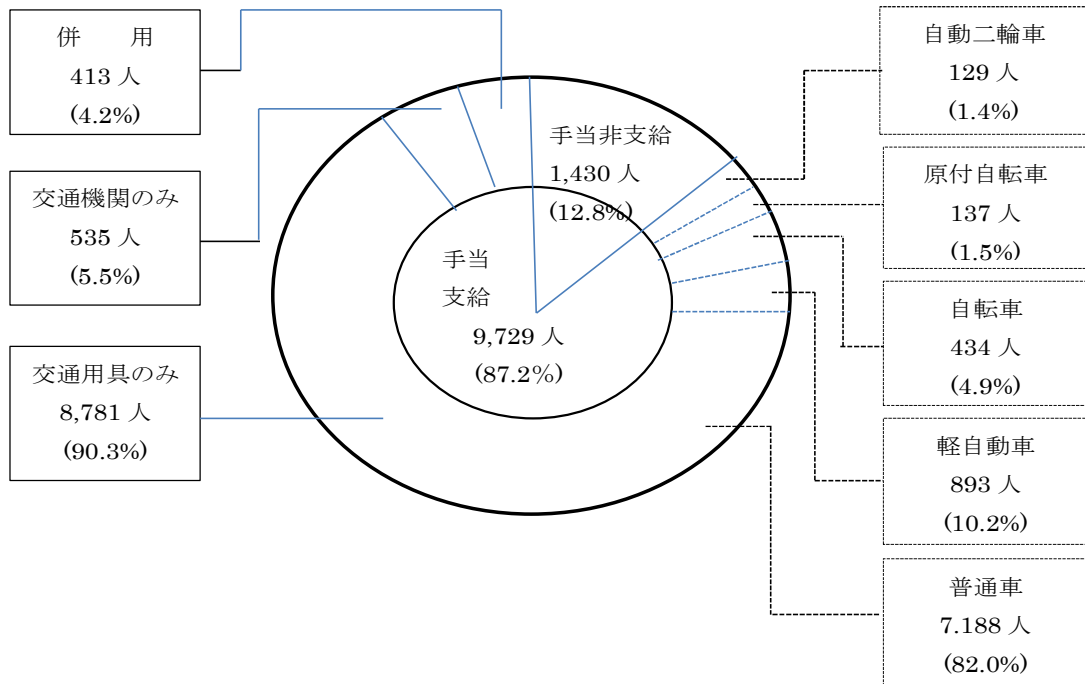 併　　用
413 人
(4.2%)
交通機関のみ
535 人
(5.5%)
交通用具のみ
8,781 人
(90.3%)
手当非支給
1,430 人
(12.8%)
手当
支給
9,729 人
(87.2%)
自動二輪車
129 人
(1.4%)
原付自転車
137 人
(1.5%)
自転車
434 人
(4.9%)
軽自動車
893 人
(10.2%)
普通車
7.188 人
(82.0%)